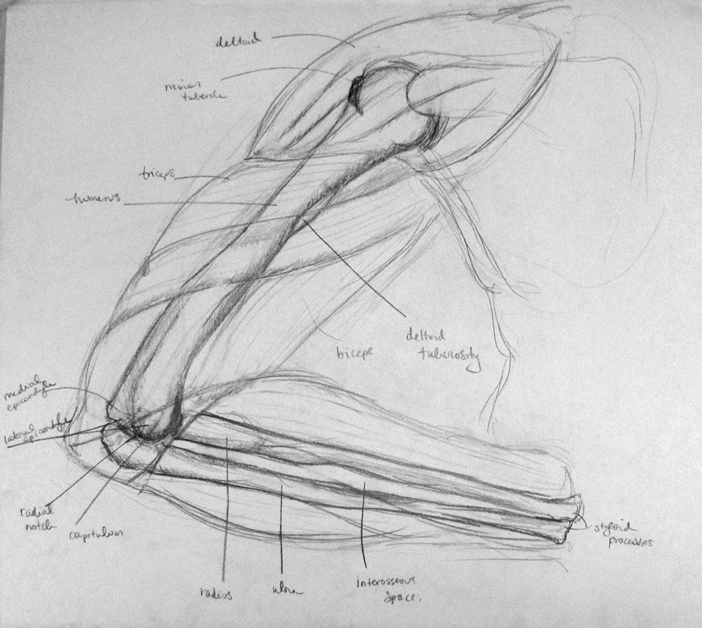 deltoid
minor
tubercle
triceps
humerus
deltoid
tuberosity
biceps
medial
epicondyle
lateral epicondyle
radial
notch
capitulum
styloid
processes
radius
ulna
Interosseous
Space.